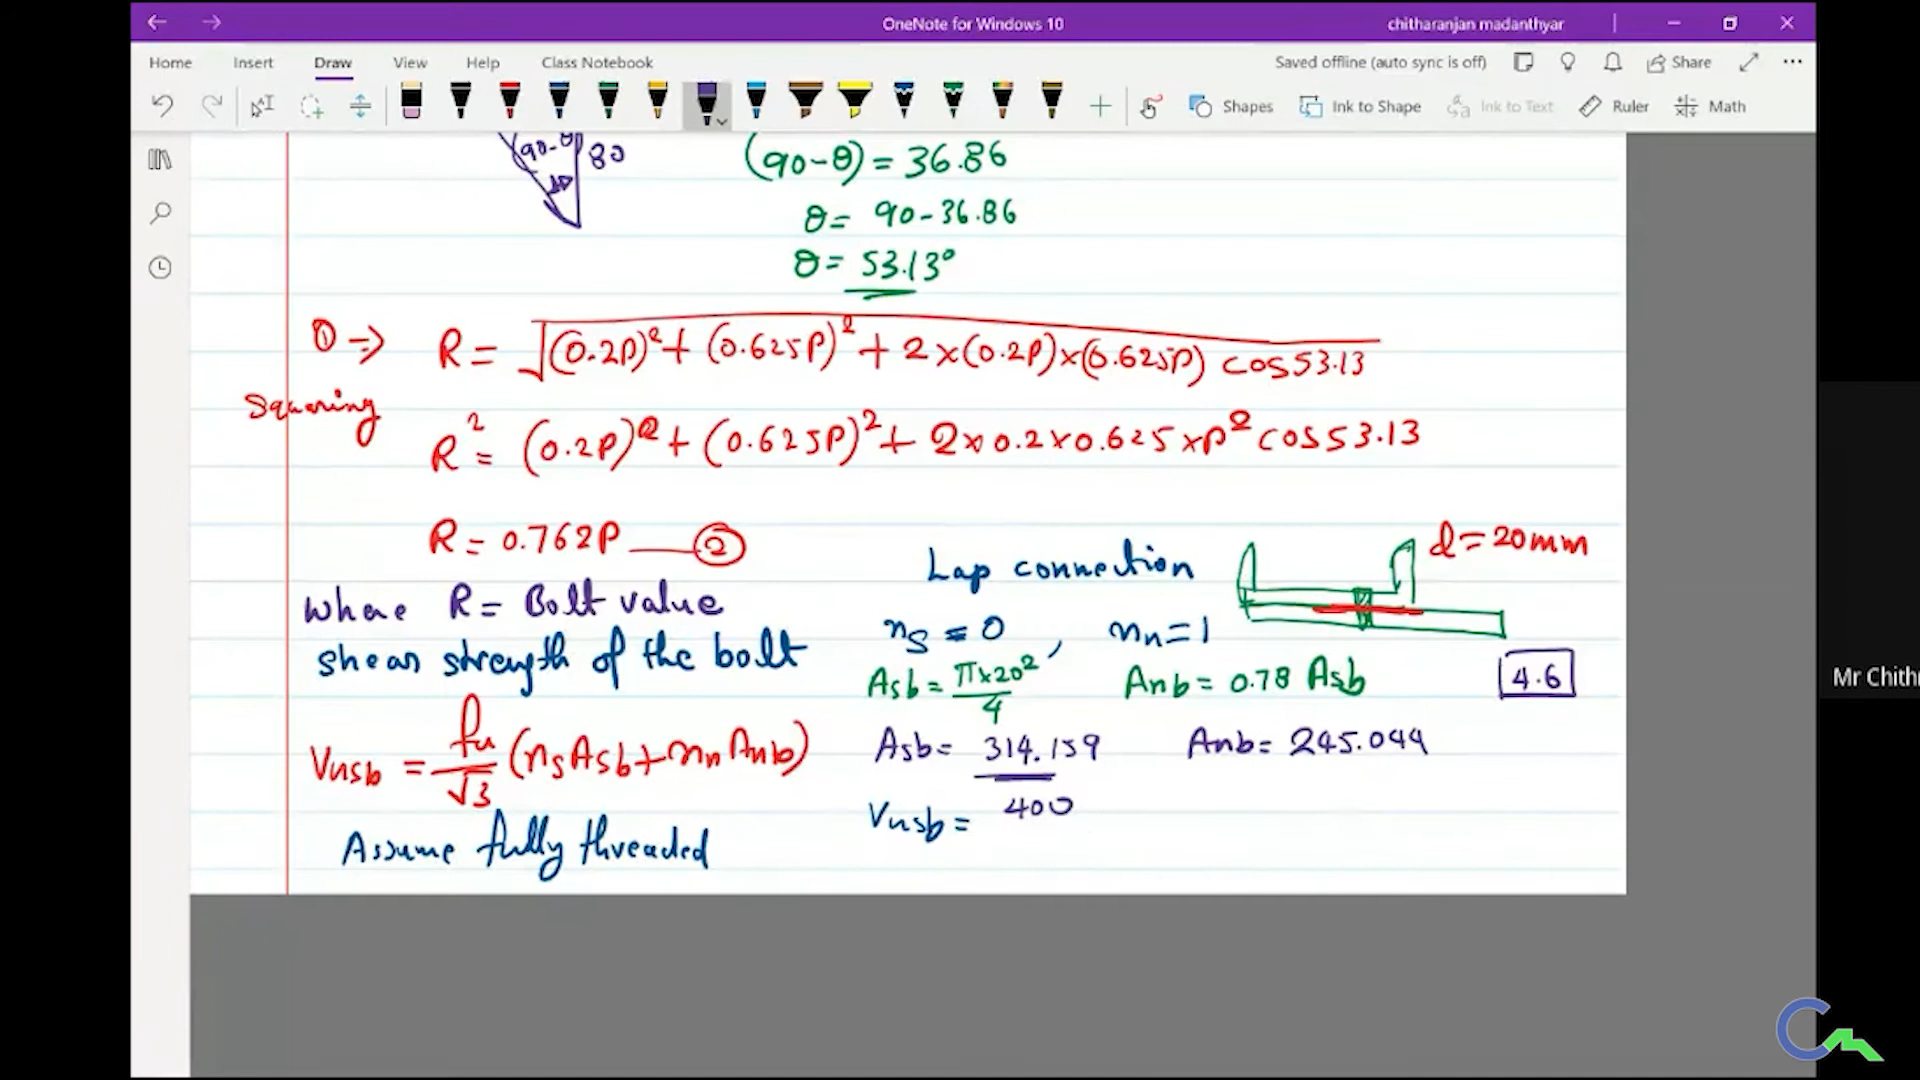 OneNote for Windows 10
chitharanjan madanthyar
Home Insert Draw View Help Class Notebook
Saved offline (auto sync is off) Share
Shapes Ink to Shape Ink to Text Ruler Math
(90-θ) 80
(90-θ) = 36.86
θ = 90-36.86
θ = 53.13°
① ⇒ R = √(0.2P)² + (0.625P)² + 2×(0.2P)×(0.625P) cos53.13
Squaring
R² = (0.2P)² + (0.625P)² + 2×0.2×0.625×P² cos53.13
R = 0.762P — ②
Lap connection
d = 20mm
where R = Bolt value
ns = 0, nn = 1
shear strength of the bolt
Asb = π×20²/4
Anb = 0.78 Asb
4.6
Vnsb = fu/√3 (nsAsb + nnAnb)
Asb = 314.159
Anb = 245.044
Vnsb = 400
Assume fully threaded
Mr Chithr